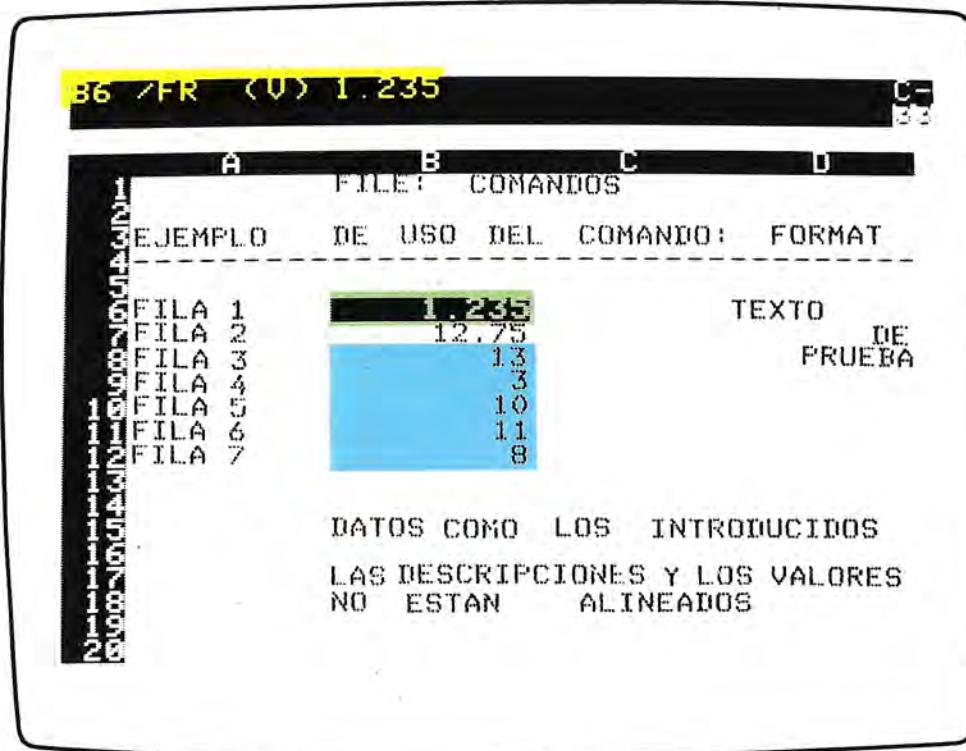 B6 /FR (V) 1.235 C-
33
A B C D
1 FILE: COMANDOS
2
3 EJEMPLO DE USO DEL COMANDO: FORMAT
4 ----------------------------------------
5
6 FILA 1 1.235 TEXTO
7 FILA 2 12.75 DE
8 FILA 3 13 PRUEBA
9 FILA 4 3
10 FILA 5 10
11 FILA 6 11
12 FILA 7 8
13
14
15 DATOS COMO LOS INTRODUCIDOS
16
17 LAS DESCRIPCIONES Y LOS VALORES
18 NO ESTAN ALINEADOS
19
20